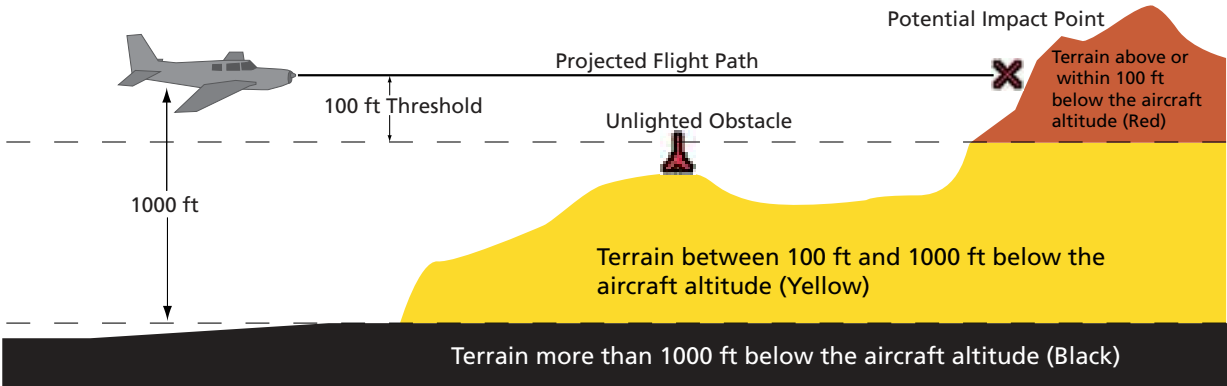 Potential Impact Point
Projected Flight Path
Terrain above or
within 100 ft
below the aircraft
altitude (Red)
100 ft Threshold
Unlighted Obstacle
1000 ft
Terrain between 100 ft and 1000 ft below the
aircraft altitude (Yellow)
Terrain more than 1000 ft below the aircraft altitude (Black)